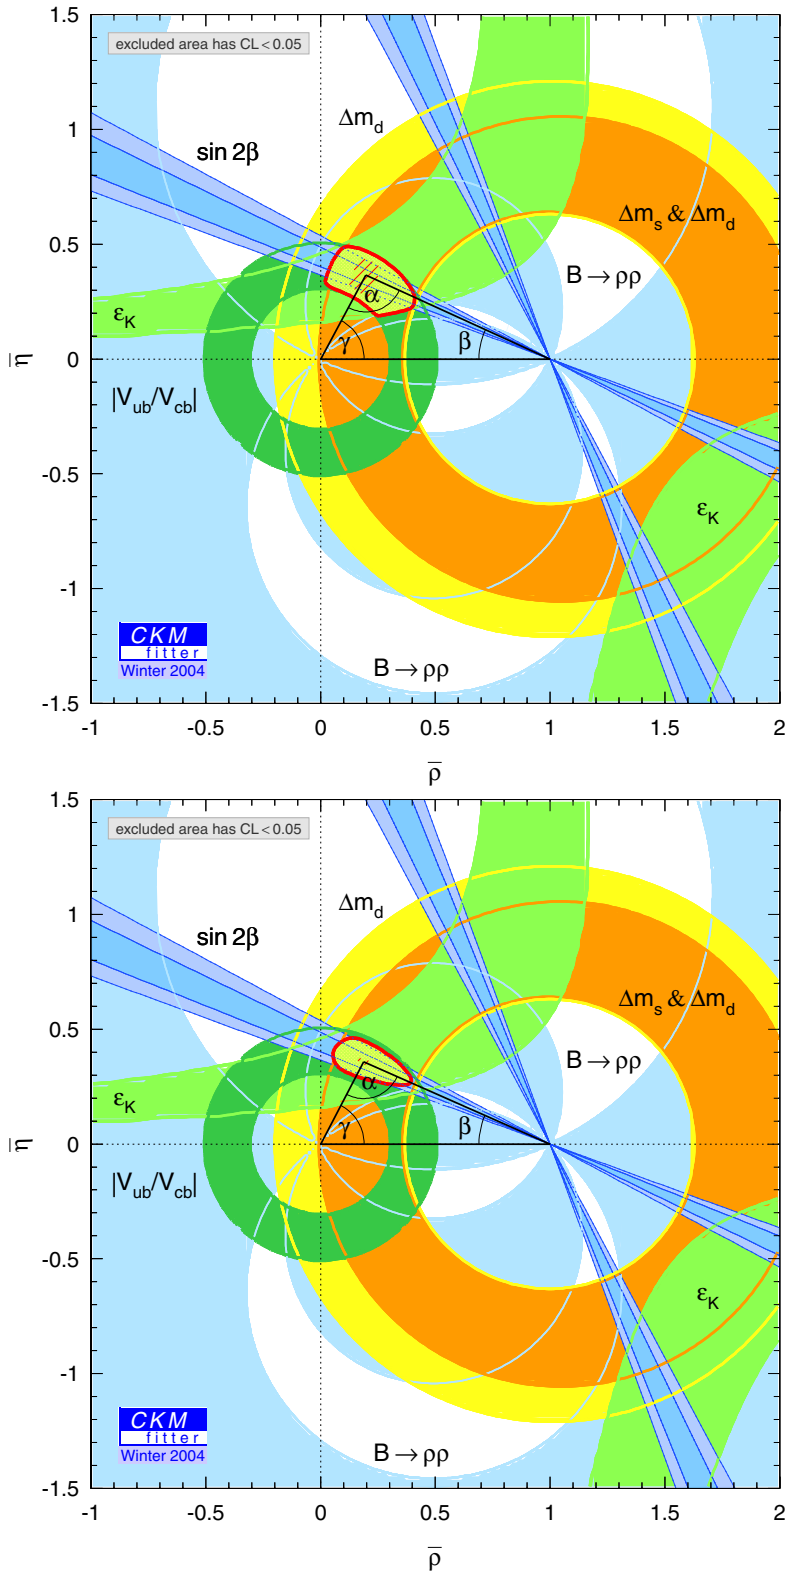 1.5
excluded area has CL < 0.05
Δm_d
1
sin 2β
Δm_s & Δm_d
0.5
B → ρρ
α
ε_K
γ
β
η̅
0
|V_ub/V_cb|
-0.5
ε_K
-1
CKM
fitter
Winter 2004
B → ρρ
-1.5
-1 -0.5 0 0.5 1 1.5 2
ρ̅
1.5
excluded area has CL < 0.05
Δm_d
1
sin 2β
Δm_s & Δm_d
0.5
B → ρρ
α
ε_K
γ
β
η̅
0
|V_ub/V_cb|
-0.5
ε_K
-1
CKM
fitter
Winter 2004
B → ρρ
-1.5
-1 -0.5 0 0.5 1 1.5 2
ρ̅